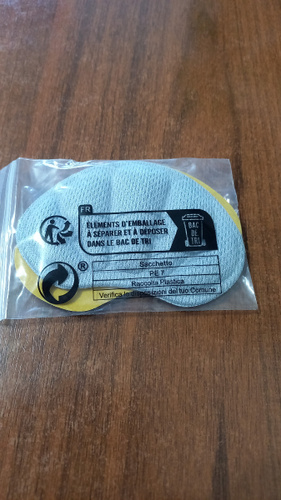 FR
ÉLÉMENTS D'EMBALLAGE
À SÉPARER ET À DÉPOSER
DANS LE BAC DE TRI
BAC
DE
TRI
®
Sacchetto
PE
Raccolta Plastica
Verifica le disposizioni del tuo Comune